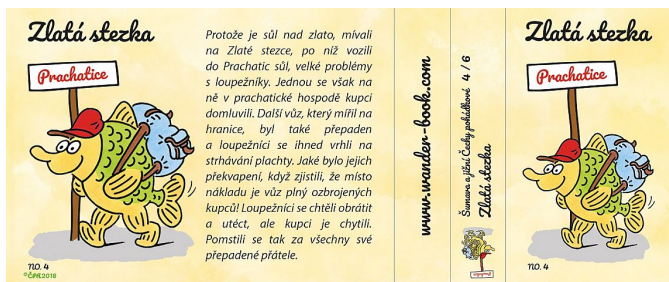 Zlatá stezka
Prachatice
NO. 4
©ČMR2018
Protože je sůl nad zlato, mívali
na Zlaté stezce, po níž vozili
do Prachatic sůl, velké problémy
s loupežníky. Jednou se však na
ně v prachatické hospodě kupci
domluvili. Další vůz, který mířil na
hranice, byl také přepaden
a loupežníci se ihned vrhli na
strhávání plachty. Jaké bylo jejich
překvapení, když zjistili, že místo
nákladu je vůz plný ozbrojených
kupců! Loupežníci se chtěli obrátit
a utéct, ale kupci je chytili.
Pomstili se tak za všechny své
přepadené přátele.
www.wander-book.com
Šumava a jižní Čechy pohádkové 4 / 6
Zlatá stezka
Zlatá stezka
Prachatice
NO. 4